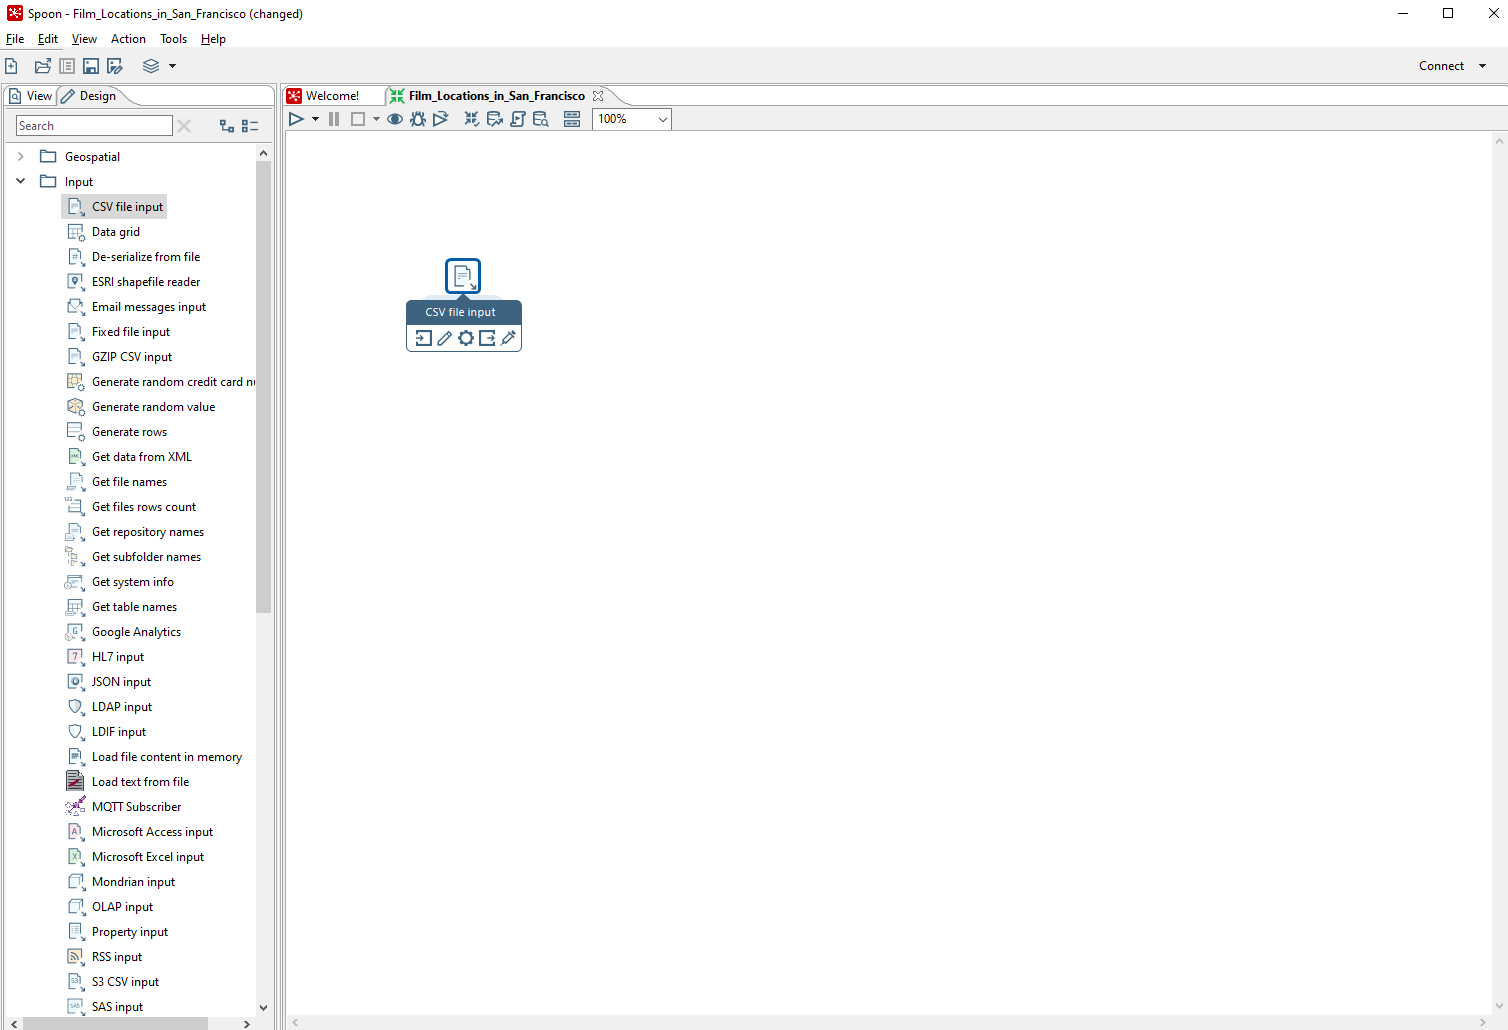 Spoon - Film_Locations_in_San_Francisco (changed)
File Edit View Action Tools Help
Connect
View Design
Welcome! Film_Locations_in_San_Francisco
Search
100%
Geospatial
Input
CSV file input
Data grid
De-serialize from file
ESRI shapefile reader
Email messages input
Fixed file input
GZIP CSV input
Generate random credit card nu
Generate random value
Generate rows
Get data from XML
Get file names
Get files rows count
Get repository names
Get subfolder names
Get system info
Get table names
Google Analytics
HL7 input
JSON input
LDAP input
LDIF input
Load file content in memory
Load text from file
MQTT Subscriber
Microsoft Access input
Microsoft Excel input
Mondrian input
OLAP input
Property input
RSS input
S3 CSV input
SAS input
CSV file input